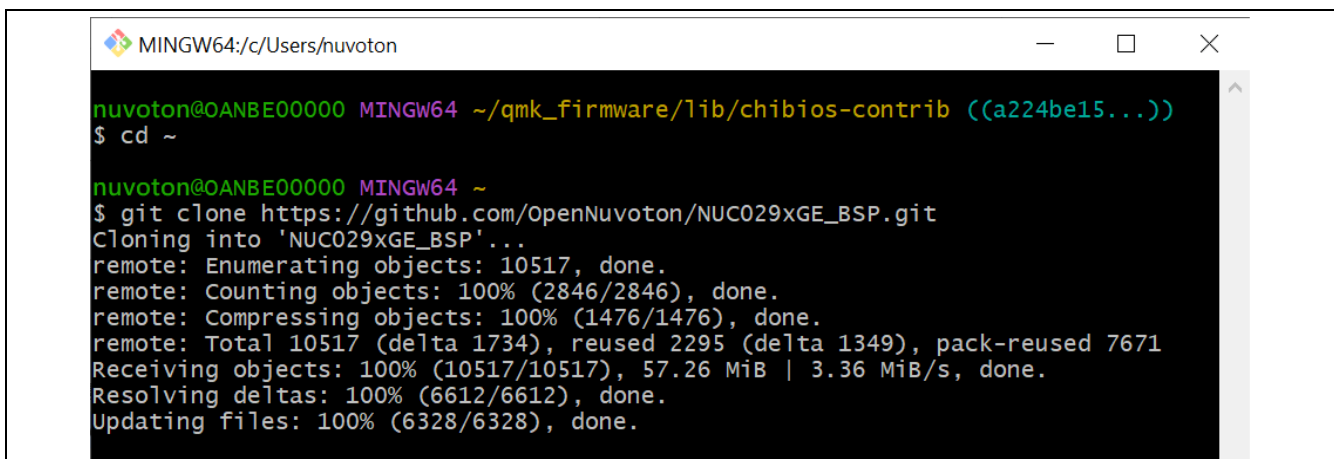 MINGW64:/c/Users/nuvoton
nuvoton@OANBE00000 MINGW64 ~/qmk_firmware/lib/chibios-contrib ((a224be15...))
$ cd ~
nuvoton@OANBE00000 MINGW64 ~
$ git clone https://github.com/OpenNuvoton/NUC029xGE_BSP.git
Cloning into 'NUC029xGE_BSP'...
remote: Enumerating objects: 10517, done.
remote: Counting objects: 100% (2846/2846), done.
remote: Compressing objects: 100% (1476/1476), done.
remote: Total 10517 (delta 1734), reused 2295 (delta 1349), pack-reused 7671
Receiving objects: 100% (10517/10517), 57.26 MiB | 3.36 MiB/s, done.
Resolving deltas: 100% (6612/6612), done.
Updating files: 100% (6328/6328), done.